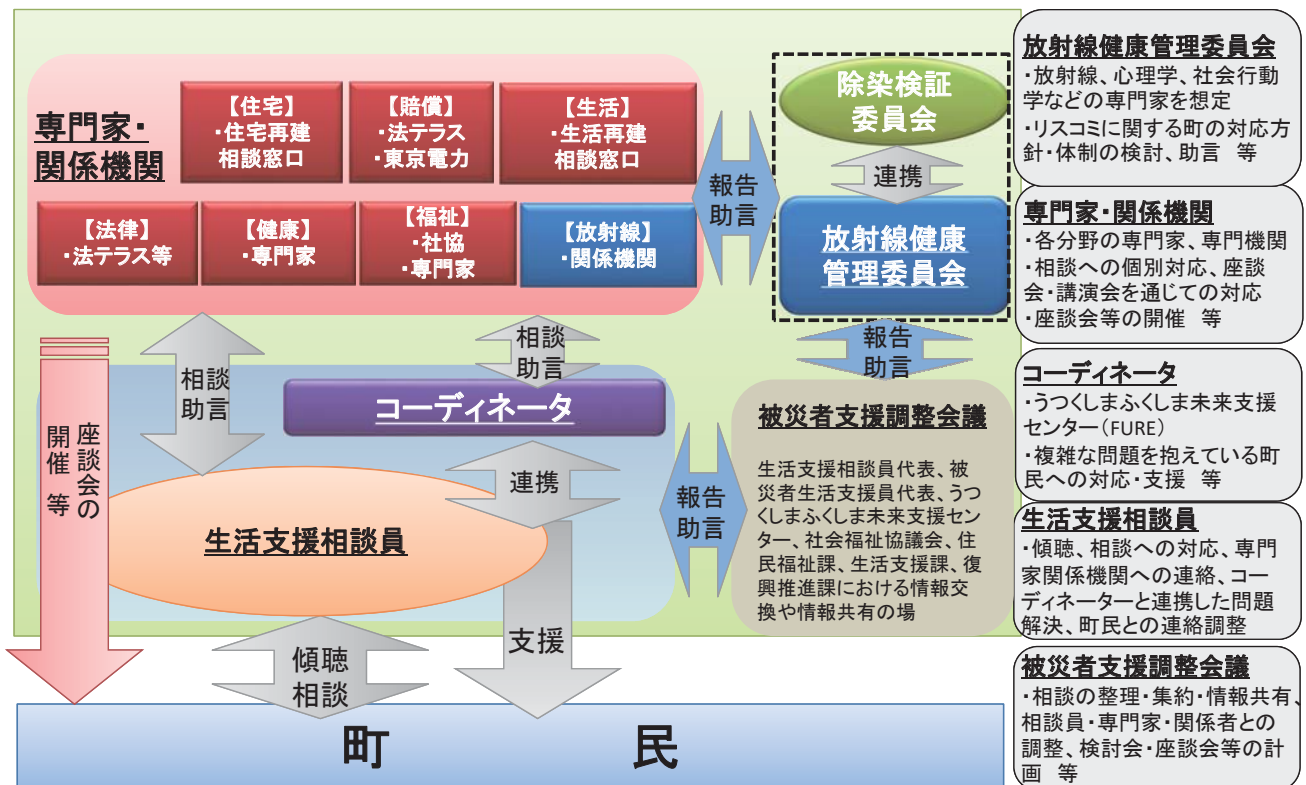 専門家・
関係機関
【住宅】
・住宅再建
相談窓口
【賠償】
・法テラス
・東京電力
【生活】
・生活再建
相談窓口
【法律】
・法テラス等
【健康】
・専門家
【福祉】
・社協
・専門家
【放射線】
・関係機関
報告
助言
除染検証
委員会
連携
放射線健康
管理委員会
座談会の
開催 等
相談
助言
相談
助言
報告
助言
コーディネータ
連携
生活支援相談員
報告
助言
被災者支援調整会議
生活支援相談員代表、被
災者生活支援員代表、うつ
くしまふくしま未来支援セン
ター、社会福祉協議会、住
民福祉課、生活支援課、復
興推進課における情報交
換や情報共有の場
傾聴
相談
支援
町 民
放射線健康管理委員会
・放射線、心理学、社会行動
学などの専門家を想定
・リスコミに関する町の対応方
針・体制の検討、助言 等
専門家・関係機関
・各分野の専門家、専門機関
・相談への個別対応、座談
会・講演会を通じての対応
・座談会等の開催 等
コーディネータ
・うつくしまふくしま未来支援
センター（FURE）
・複雑な問題を抱えている町
民への対応・支援 等
生活支援相談員
・傾聴、相談への対応、専門
家関係機関への連絡、コー
ディネーターと連携した問題
解決、町民との連絡調整
被災者支援調整会議
・相談の整理・集約・情報共有、
相談員・専門家・関係者との
調整、検討会・座談会等の計
画 等